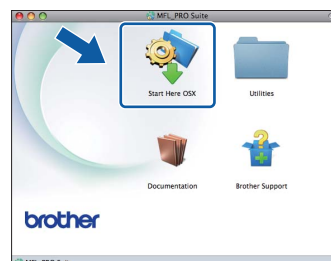 MFL_PRO Suite
Start Here OSX
Utilities
Documentation
Brother Support
brother